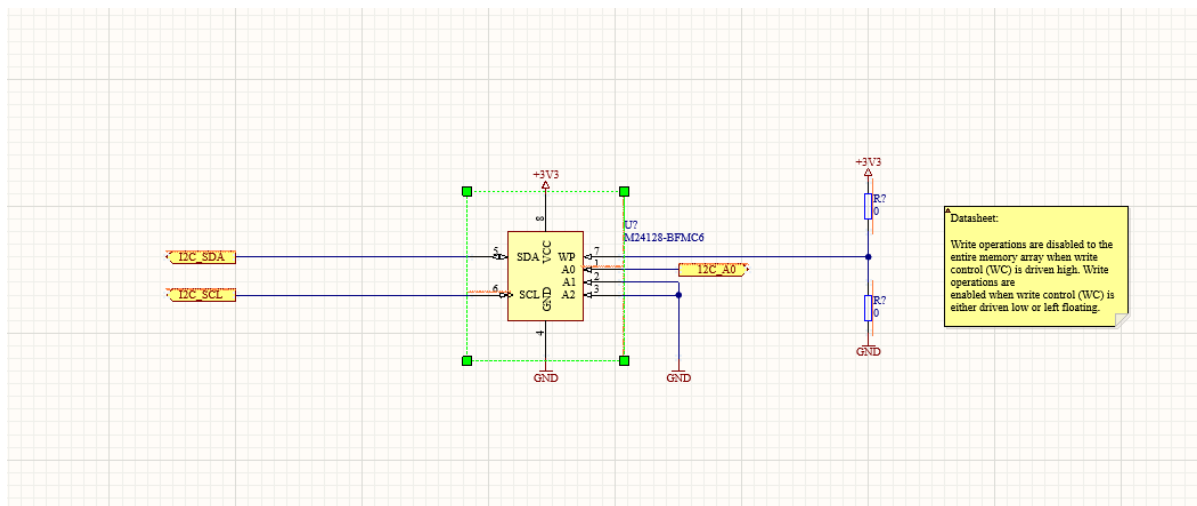 +3V3
+3V3
R?
0
8
U?
M24128-BFMC6
I2C_SDA
5
SDA
VCC
WP
7
A0
1
I2C_A0
A1
2
I2C_SCL
6
SCL
GND
A2
3
R?
0
4
GND
GND
GND
Datasheet:
Write operations are disabled to the
entire memory array when write
control (WC) is driven high. Write
operations are
enabled when write control (WC) is
either driven low or left floating.